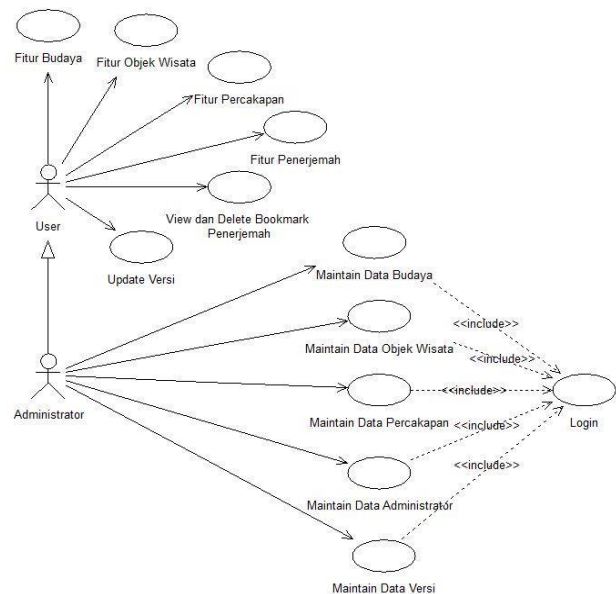 Fitur Budaya
Fitur Objek Wisata
Fitur Percakapan
Fitur Penerjemah
User
View dan Delete Bookmark
Penerjemah
Update Versi
Maintain Data Budaya
<<include>>
Maintain Data Objek Wisata
<<include>>
Administrator
<<include>>
Maintain Data Percakapan
Login
<<include>>
<<include>>
Maintain Data Administrator
Maintain Data Versi